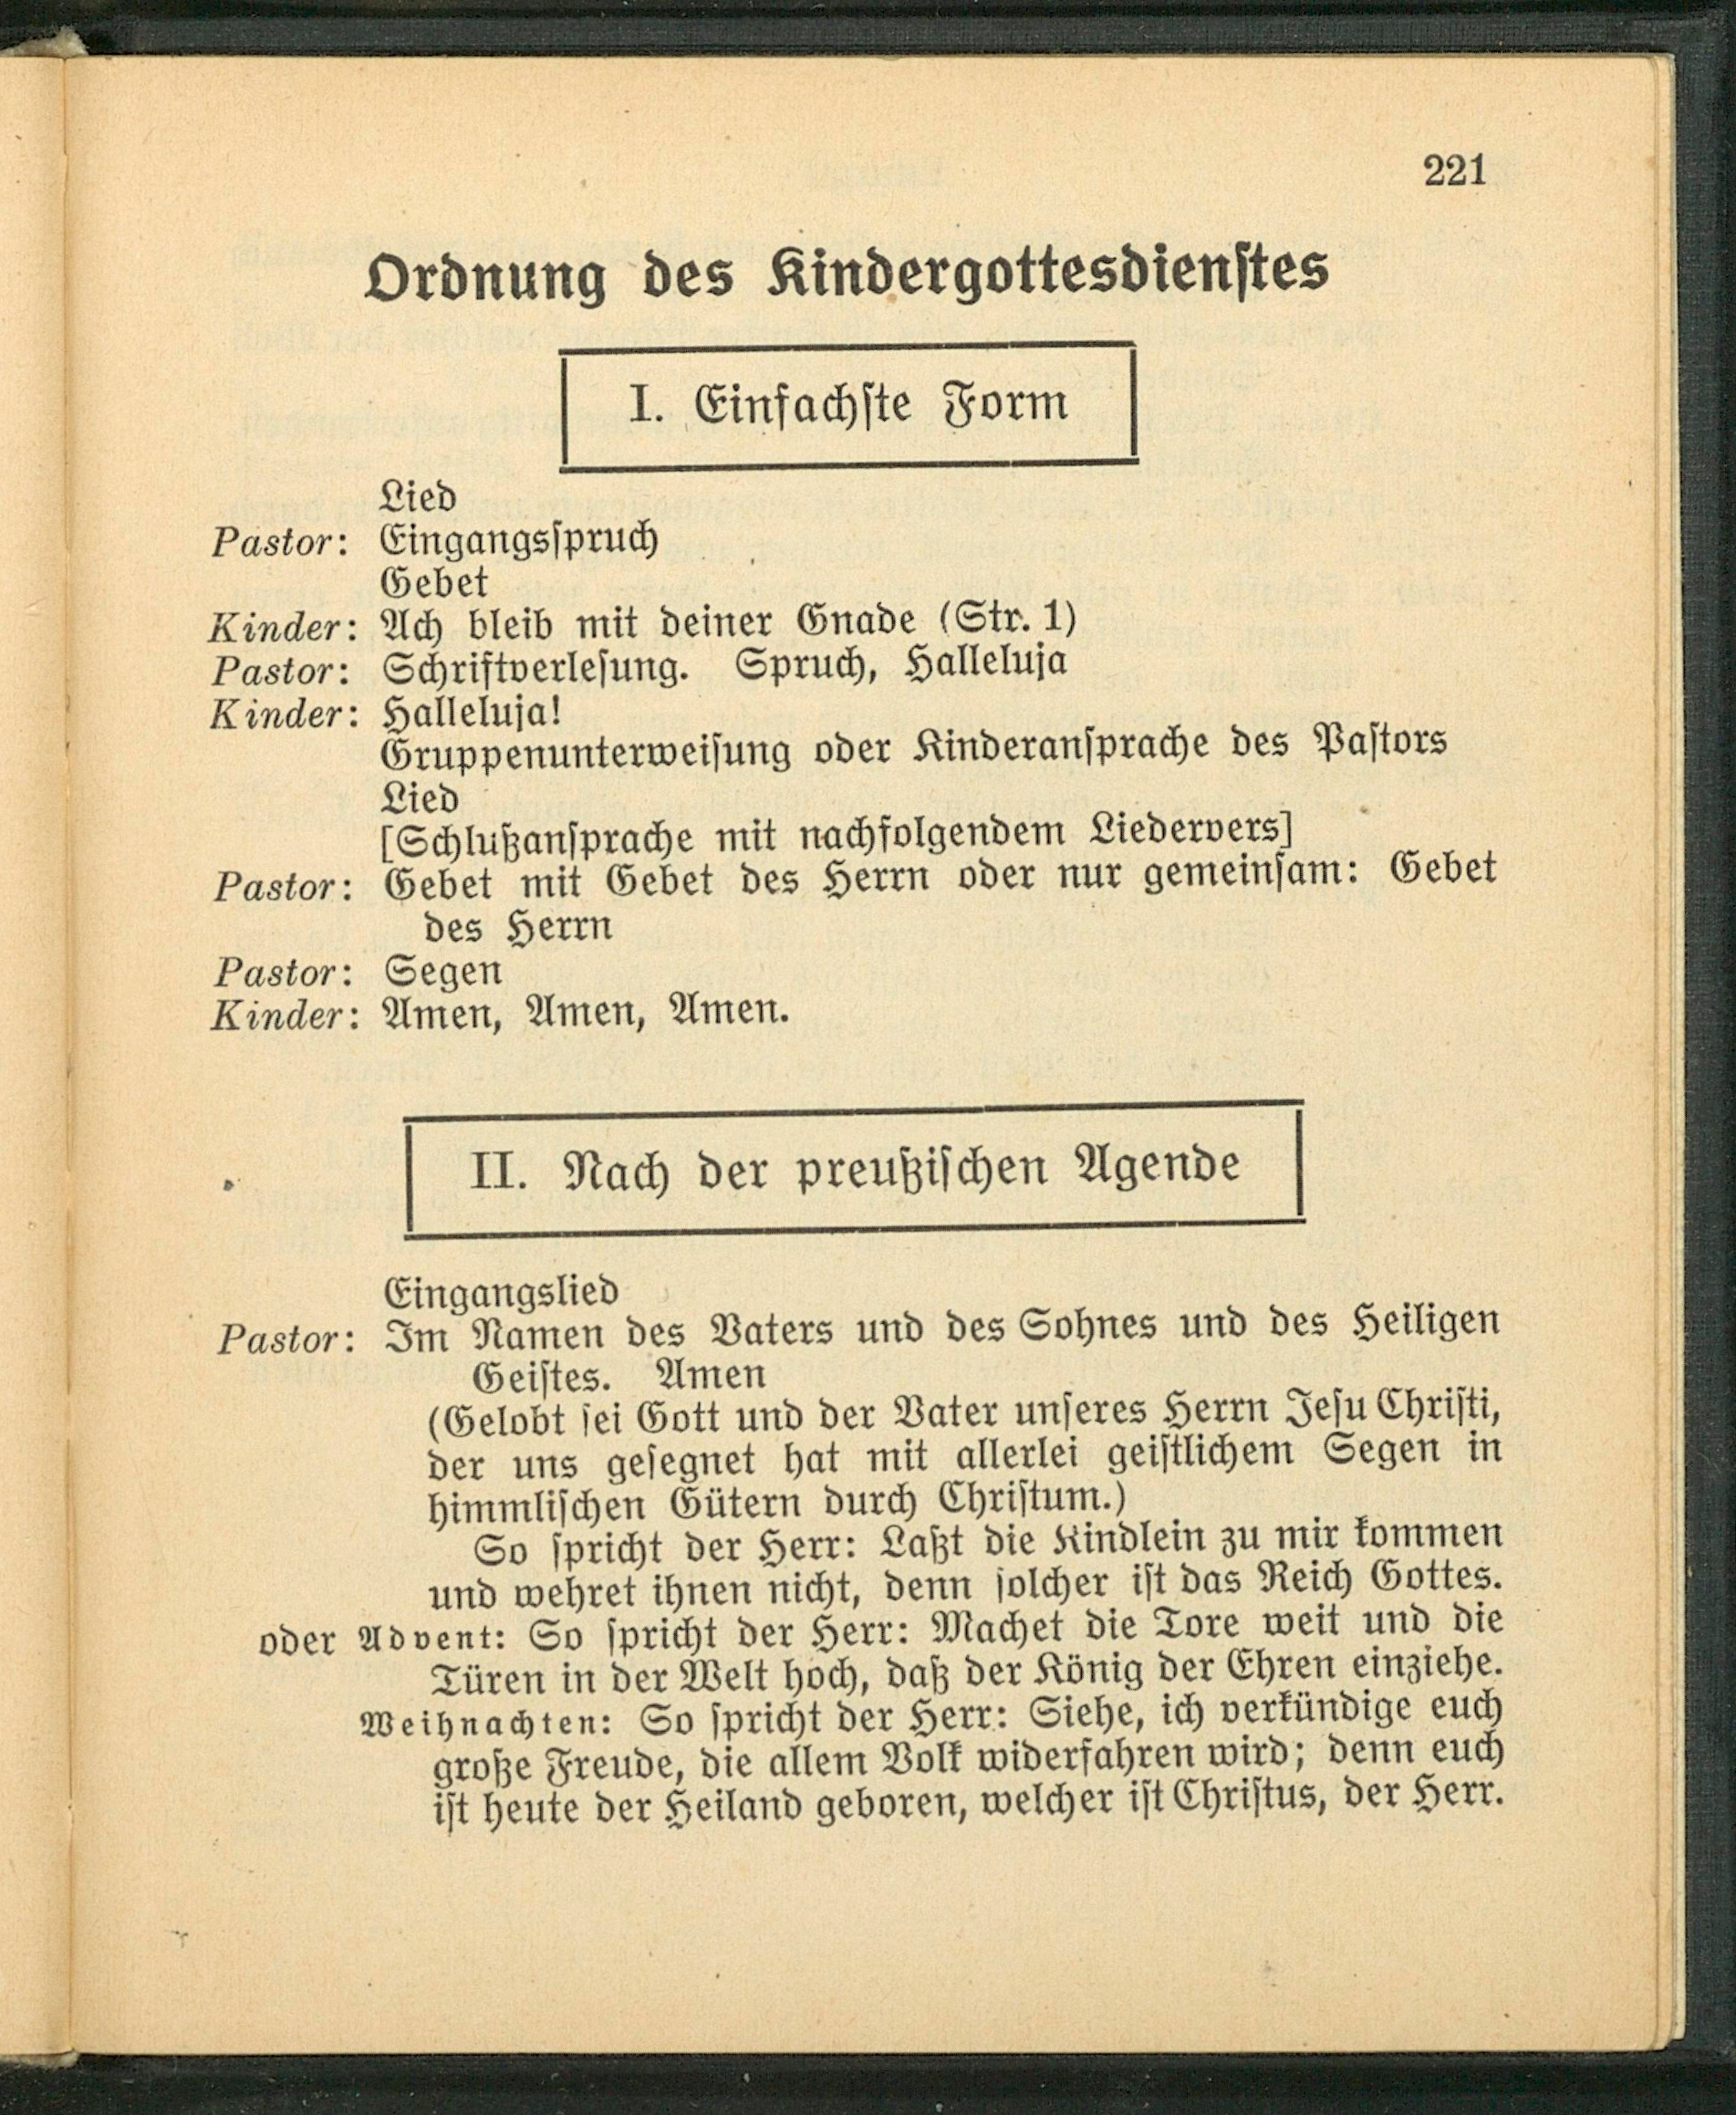 221
Ordnung des Kindergottesdienstes
I. Einfachste Form
Lied
Pastor: Eingangsspruch
Gebet
Kinder: Ach bleib mit deiner Gnade (Str. 1)
Pastor: Schriftverlesung. Spruch, Halleluja
Kinder: Halleluja!
Gruppenunterweisung oder Kinderansprache des Pastors
Lied
[Schlußansprache mit nachfolgendem Liedervers]
Pastor: Gebet mit Gebet des Herrn oder nur gemeinsam: Gebet
des Herrn
Pastor: Segen
Kinder: Amen, Amen, Amen.
II. Nach der preußischen Agende
Eingangslied
Pastor: Im Namen des Vaters und des Sohnes und des Heiligen
Geistes. Amen
(Gelobt sei Gott und der Vater unseres Herrn Jesu Christi,
der uns gesegnet hat mit allerlei geistlichem Segen in
himmlischen Gütern durch Christum.)
So spricht der Herr: Laßt die Kindlein zu mir kommen
und wehret ihnen nicht, denn solcher ist das Reich Gottes.
oder Advent: So spricht der Herr: Machet die Tore weit und die
Türen in der Welt hoch, daß der König der Ehren einziehe.
Weihnachten: So spricht der Herr: Siehe, ich verkündige euch
große Freude, die allem Volk widerfahren wird; denn euch
ist heute der Heiland geboren, welcher ist Christus, der Herr.